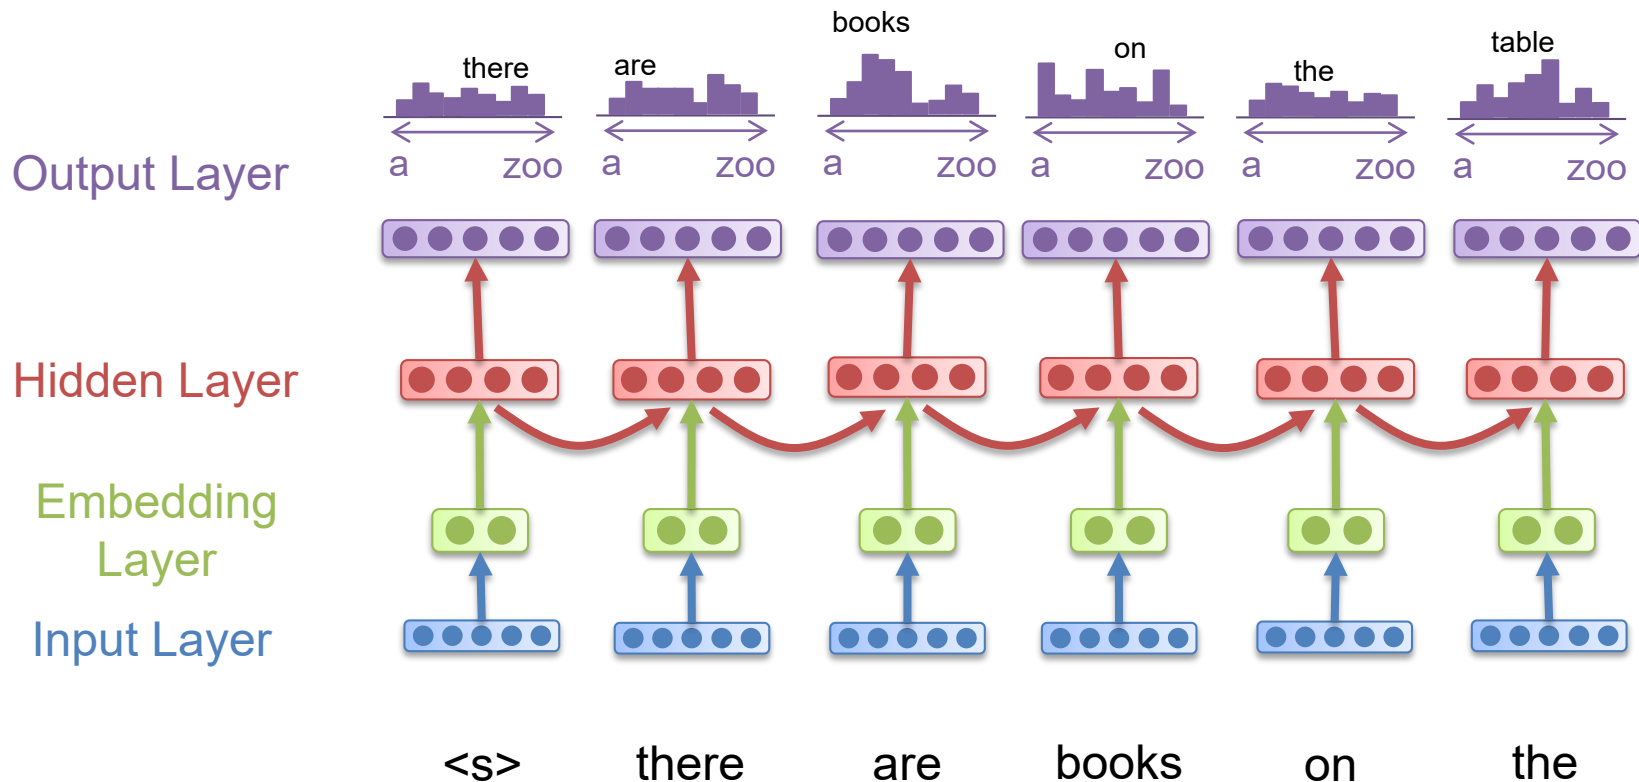 there
are
books
on
the
table
a zoo
a zoo
a zoo
a zoo
a zoo
a zoo
Output Layer
Hidden Layer
Embedding
Layer
Input Layer
<s> there are books on the